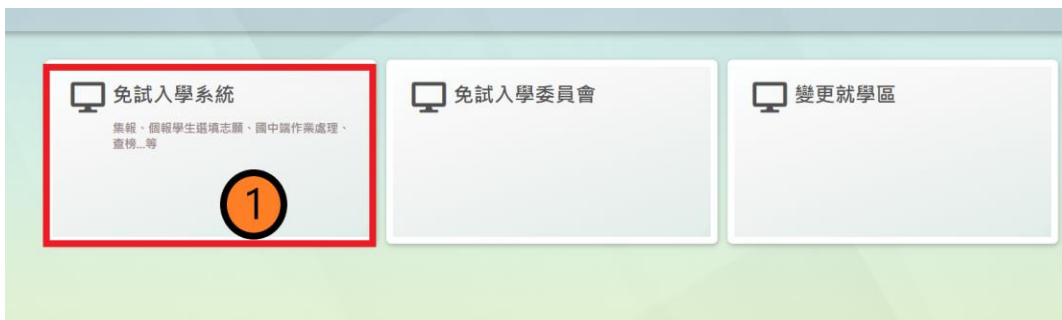 免試入學系統
集報、個報學生選填志願、國中端作業處理、
查榜...等
1
免試入學委員會
變更就學區